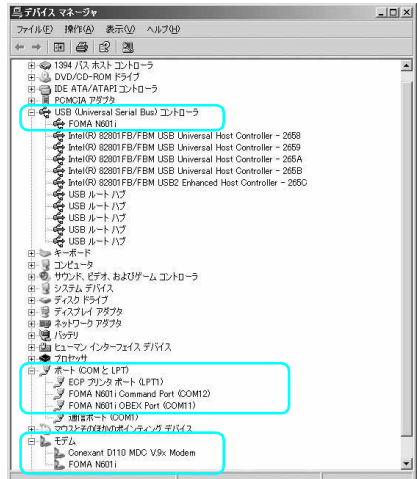 デバイス マネージャ
ファイル(F) 操作(A) 表示(V) ヘルプ(H)
1394 バス ホスト コントローラ
DVD/CD-ROM ドライブ
IDE ATA/ATAPI コントローラ
PCMCIA アダプタ
USB (Universal Serial Bus) コントローラ
FOMA N601i
Intel(R) 82801FB/FBM USB Universal Host Controller - 2658
Intel(R) 82801FB/FBM USB Universal Host Controller - 2659
Intel(R) 82801FB/FBM USB Universal Host Controller - 265A
Intel(R) 82801FB/FBM USB Universal Host Controller - 265B
Intel(R) 82801FB/FBM USB2 Enhanced Host Controller - 265C
USB ルート ハブ
USB ルート ハブ
USB ルート ハブ
USB ルート ハブ
USB ルート ハブ
キーボード
コンピュータ
サウンド、ビデオ、およびゲーム コントローラ
システム デバイス
ディスク ドライブ
ディスプレイ アダプタ
ネットワーク アダプタ
バッテリ
ヒューマン インターフェイス デバイス
プロセッサ
ポート (COM と LPT)
ECP プリンタ ポート (LPT1)
FOMA N601i Command Port (COM12)
FOMA N601i OBEX Port (COM11)
通信ポート (COM1)
マウスとそのほかのポインティング デバイス
モデム
Conexant D110 MDC V.9x Modem
FOMA N601i